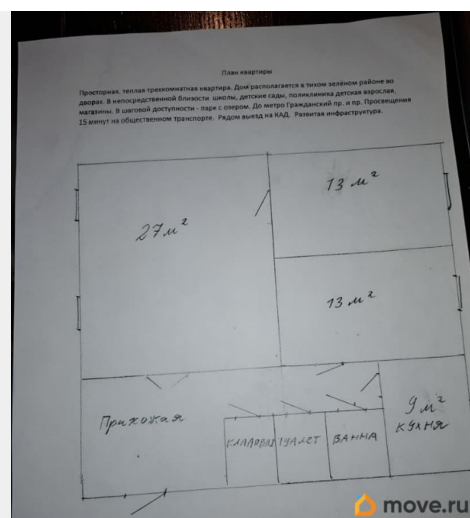 План квартиры
Просторная, теплая трехкомнатная квартира. Дом располагается в тихом зелёном районе во
дворах. В непосредственной близости школы, детские сады, поликлиника детская взрослая,
магазины. В шаговой доступности - парк с озером. До метро Гражданский пр. и пр. Просвещения
15 минут на общественном транспорте. Рядом выезд на КАД. Развитая инфраструктура.
13 м²
27 м²
13 м²
Прихожая
9 м²
кухня
кладовая
туалет
ванна
move.ru